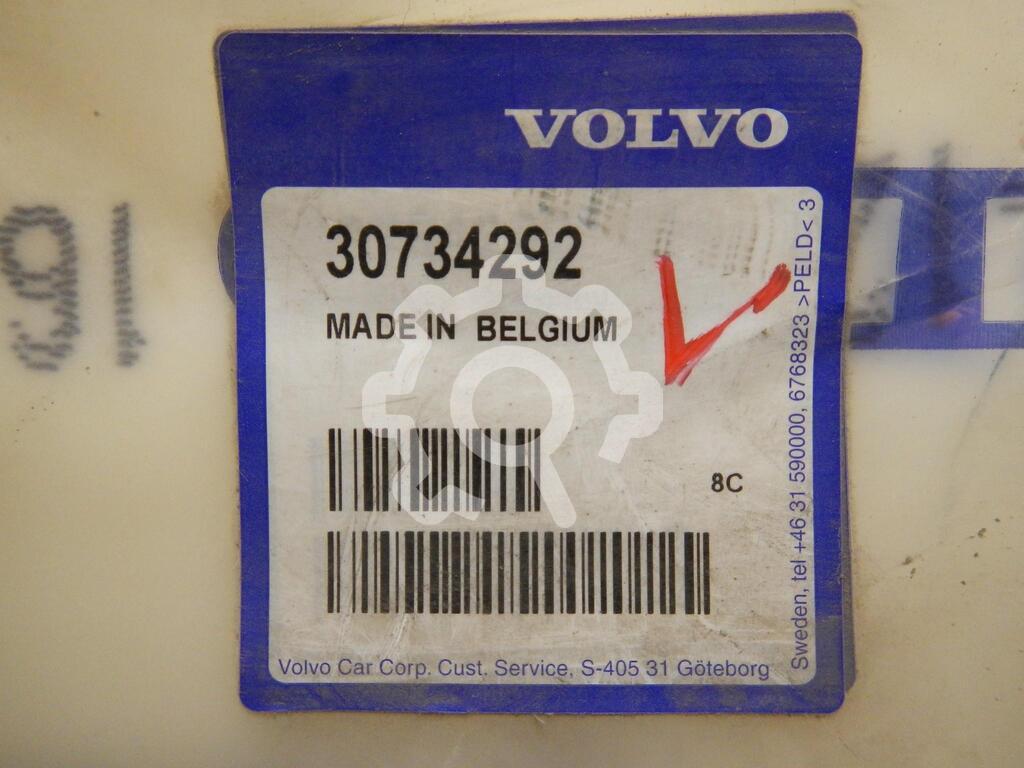 VOLVO
30734292
MADE IN BELGIUM
8C
Volvo Car Corp. Cust. Service, S-405 31 Göteborg
Sweden, tel +46 31 590000, 6768323 >PELD< 3